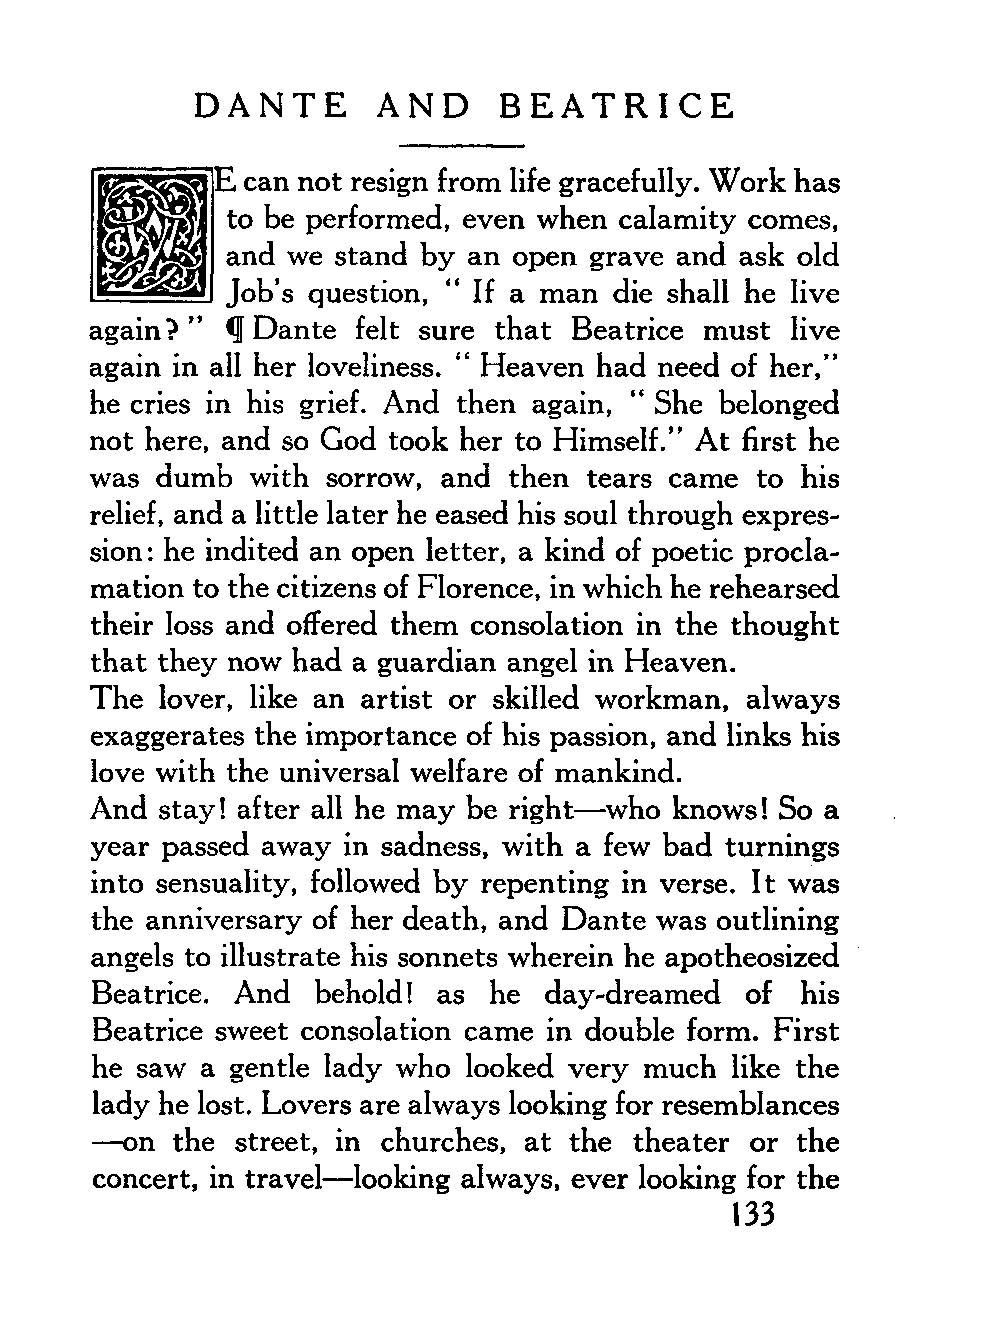 DANTE AND BEATRICE
WE can not resign from life gracefully. Work has
to be performed, even when calamity comes,
and we stand by an open grave and ask old
Job's question, "If a man die shall he live
again?" ¶ Dante felt sure that Beatrice must live
again in all her loveliness. "Heaven had need of her,"
he cries in his grief. And then again, "She belonged
not here, and so God took her to Himself." At first he
was dumb with sorrow, and then tears came to his
relief, and a little later he eased his soul through expres-
sion: he indited an open letter, a kind of poetic procla-
mation to the citizens of Florence, in which he rehearsed
their loss and offered them consolation in the thought
that they now had a guardian angel in Heaven.
The lover, like an artist or skilled workman, always
exaggerates the importance of his passion, and links his
love with the universal welfare of mankind.
And stay! after all he may be right—who knows! So a
year passed away in sadness, with a few bad turnings
into sensuality, followed by repenting in verse. It was
the anniversary of her death, and Dante was outlining
angels to illustrate his sonnets wherein he apotheosized
Beatrice. And behold! as he day-dreamed of his
Beatrice sweet consolation came in double form. First
he saw a gentle lady who looked very much like the
lady he lost. Lovers are always looking for resemblances
—on the street, in churches, at the theater or the
concert, in travel—looking always, ever looking for the
133